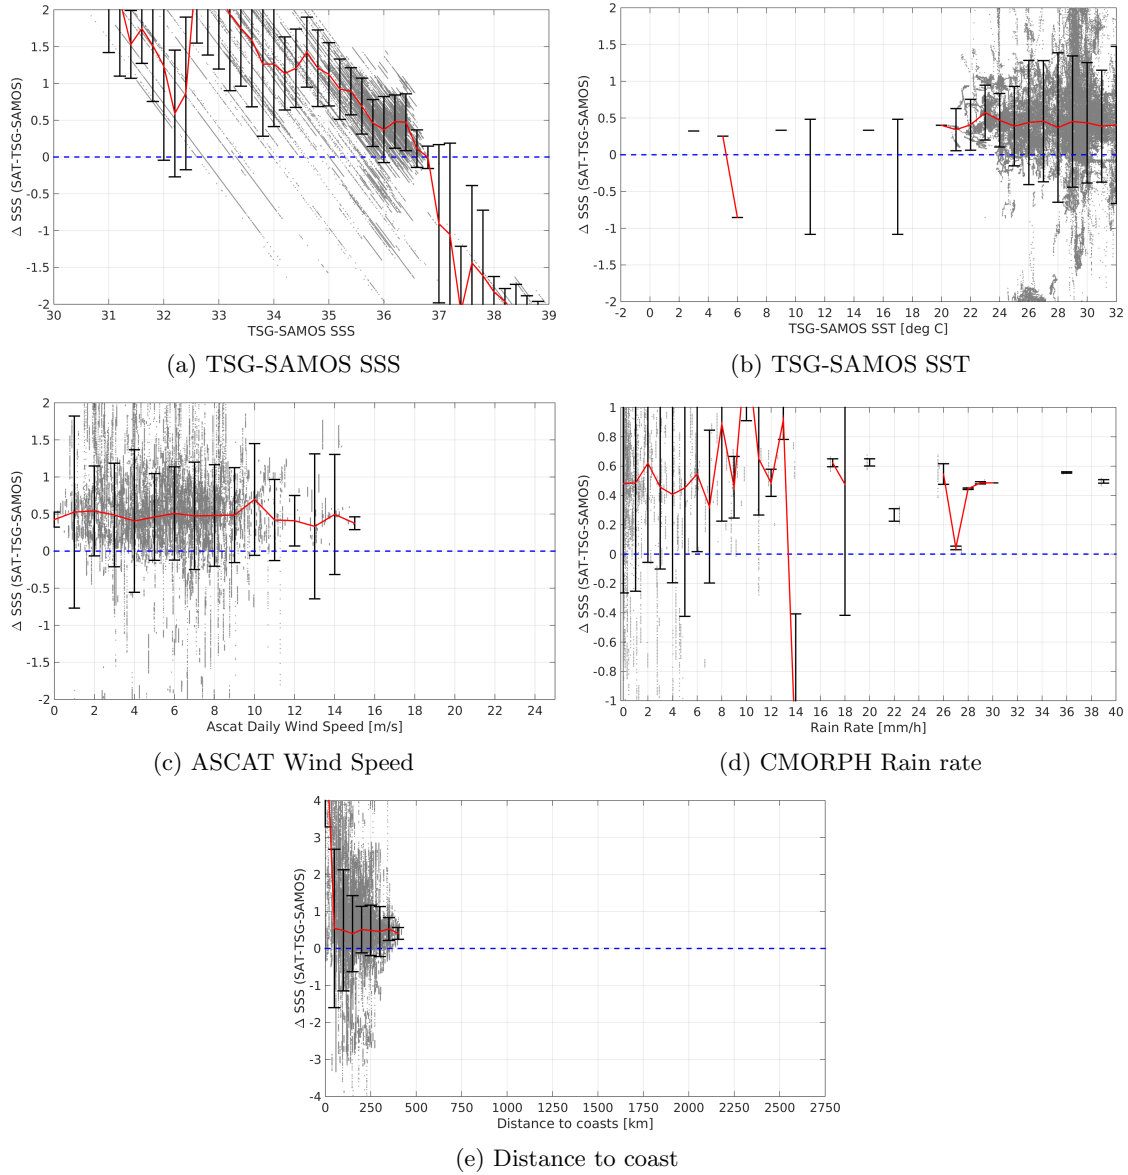 Δ SSS (SAT-TSG-SAMOS)
2
1.5
1
0.5
0
-0.5
-1
-1.5
-2
30 31 32 33 34 35 36 37 38 39
TSG-SAMOS SSS
(a) TSG-SAMOS SSS
Δ SSS (SAT-TSG-SAMOS)
2
1.5
1
0.5
0
-0.5
-1
-1.5
-2
-2 0 2 4 6 8 10 12 14 16 18 20 22 24 26 28 30 32
TSG-SAMOS SST [deg C]
(b) TSG-SAMOS SST
Δ SSS (SAT-TSG-SAMOS)
2
1.5
1
0.5
0
-0.5
-1
-1.5
-2
0 2 4 6 8 10 12 14 16 18 20 22 24
Ascat Daily Wind Speed [m/s]
(c) ASCAT Wind Speed
Δ SSS (SAT-TSG-SAMOS)
1
0.8
0.6
0.4
0.2
0
-0.2
-0.4
-0.6
-0.8
-1
0 2 4 6 8 10 12 14 16 18 20 22 24 26 28 30 32 34 36 38 40
Rain Rate [mm/h]
(d) CMORPH Rain rate
Δ SSS (SAT-TSG-SAMOS)
4
3
2
1
0
-1
-2
-3
-4
0 250 500 750 1000 1250 1500 1750 2000 2250 2500 2750
Distance to coasts [km]
(e) Distance to coast